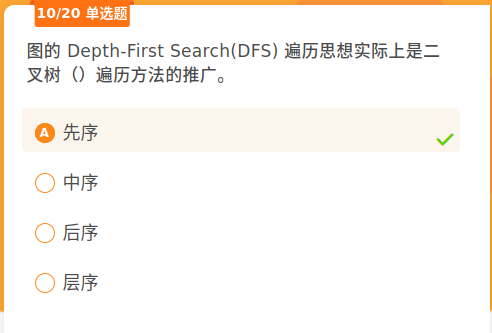 10/20 单选题
图的 Depth-First Search(DFS) 遍历思想实际上是二
叉树（）遍历方法的推广。
A 先序
中序
后序
层序